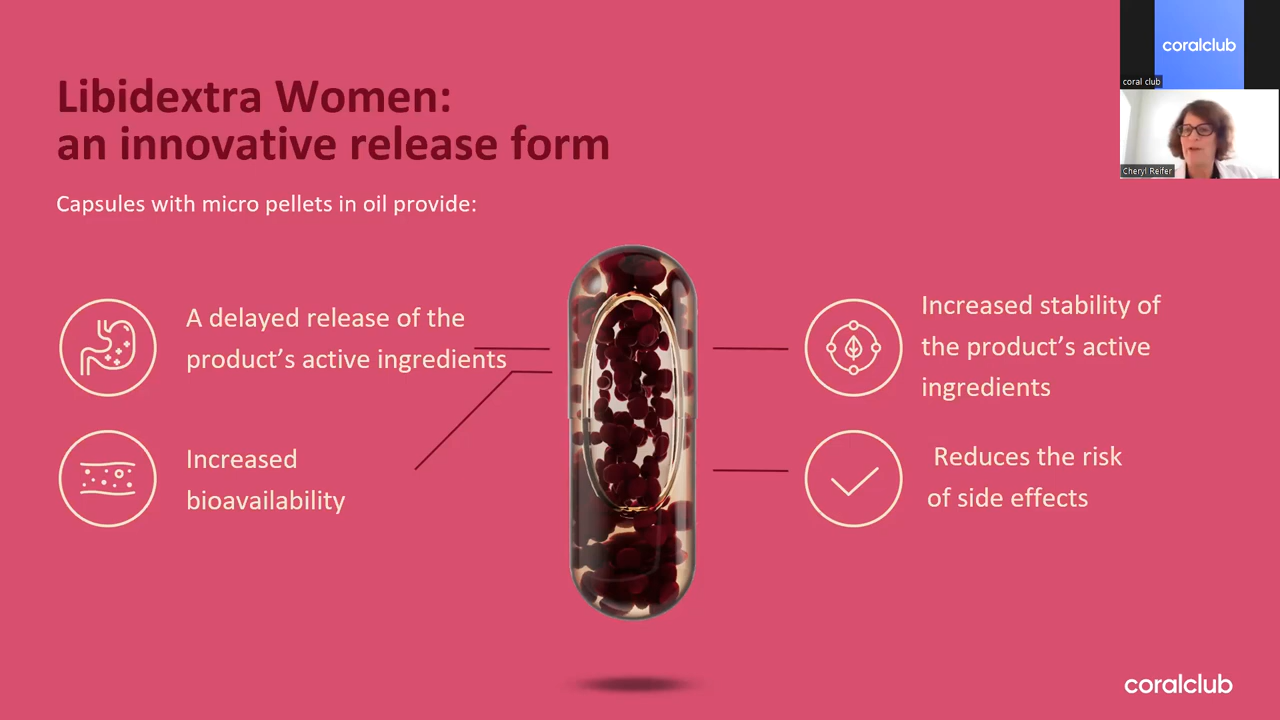 Libidextra Women:
an innovative release form
Capsules with micro pellets in oil provide:
A delayed release of the
product’s active ingredients
Increased
bioavailability
Increased stability of
the product’s active
ingredients
Reduces the risk
of side effects
coralclub
coral club
Cheryl Reifer
coralclub